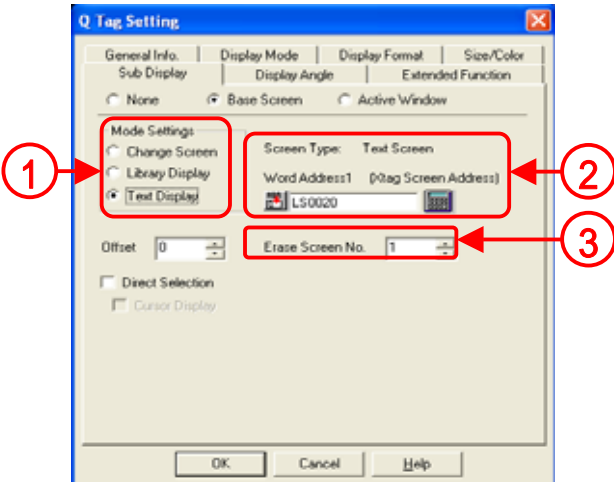 Q Tag Setting
General Info. Display Mode Display Format Size/Color
Sub Display Display Angle Extended Function
None Base Screen Active Window
Mode Settings
Change Screen Screen Type: Text Screen
Library Display Word Address1 (Xtag Screen Address)
Text Display LS0020
1 2
Offset 0 Erase Screen No. 1 3
Direct Selection
Cursor Display
OK Cancel Help